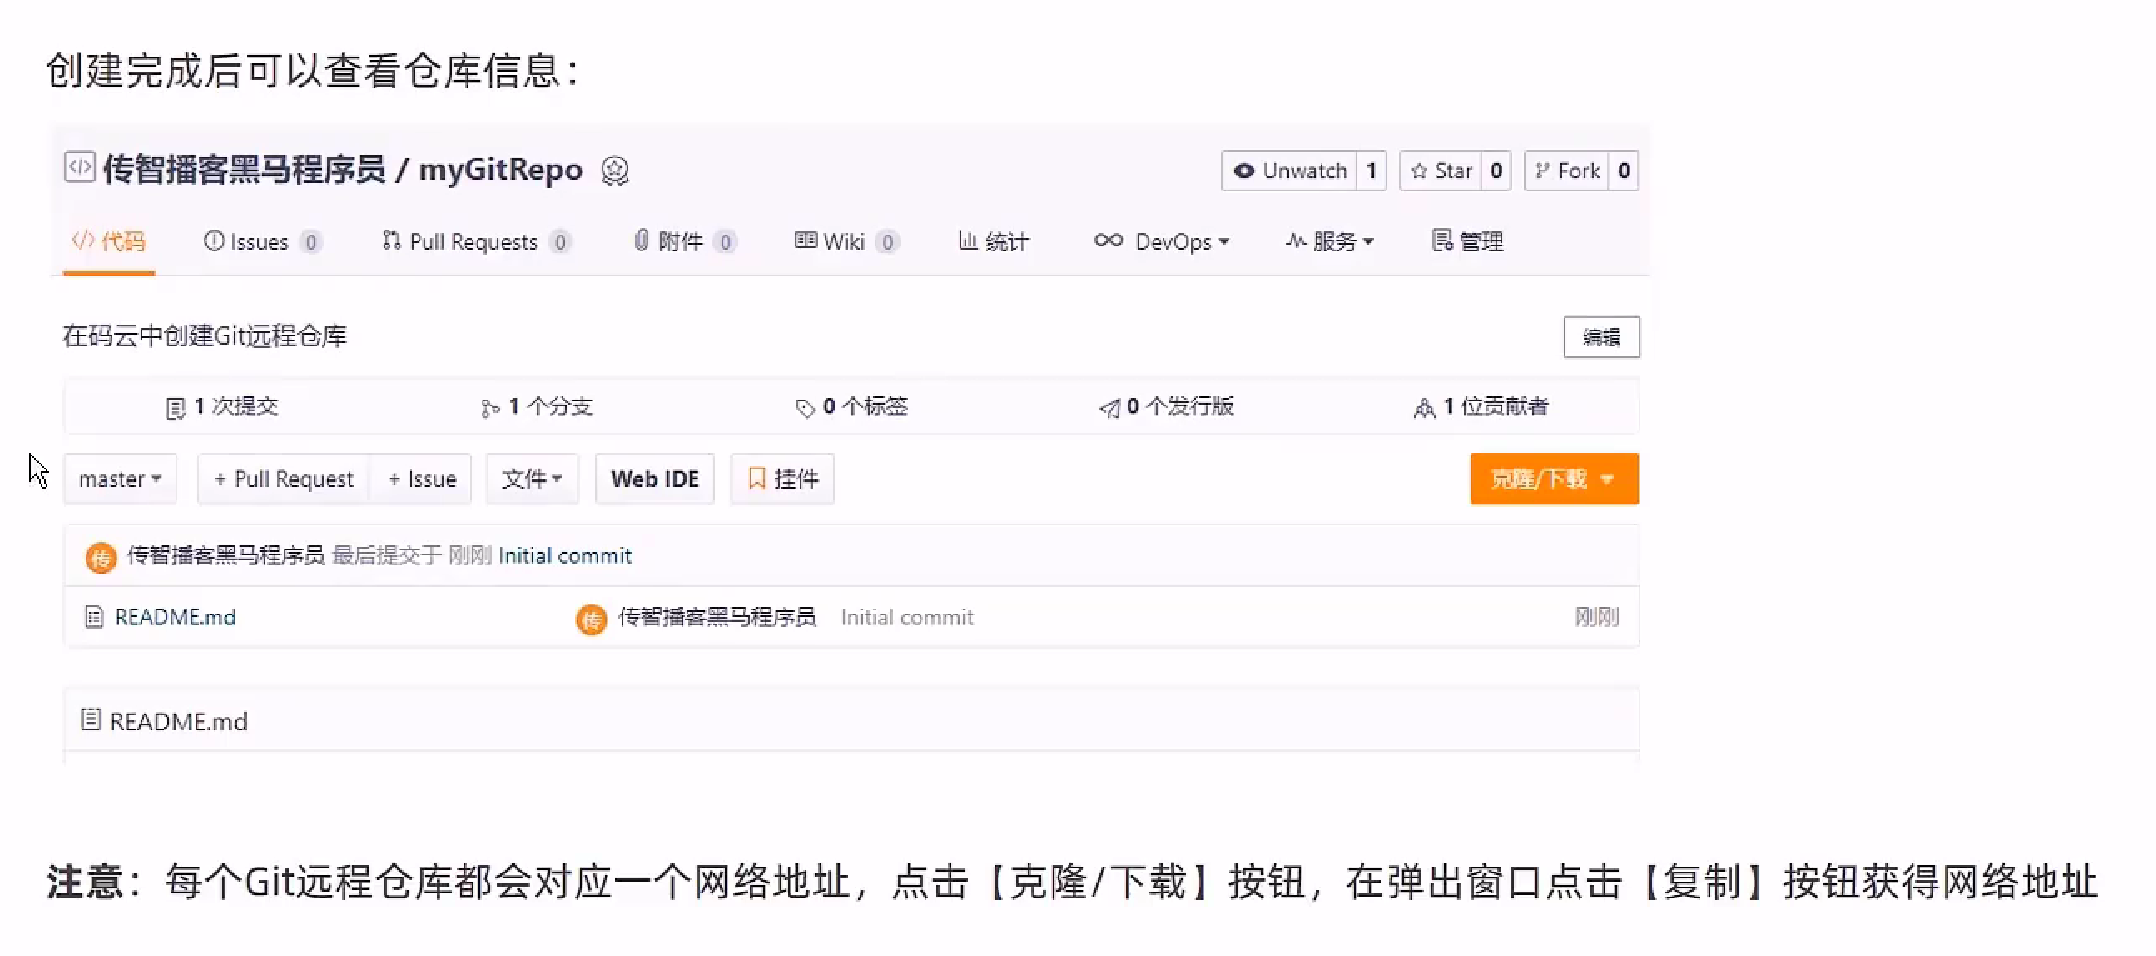 创建完成后可以查看仓库信息：
传智播客黑马程序员 / myGitRepo Unwatch 1 Star 0 Fork 0
代码 Issues 0 Pull Requests 0 附件 0 Wiki 0 统计 DevOps 服务 管理
在码云中创建Git远程仓库 编辑
1 次提交 1 个分支 0 个标签 0 个发行版 1 位贡献者
master + Pull Request + Issue 文件 Web IDE 挂件 克隆/下载
传 传智播客黑马程序员 最后提交于 刚刚 Initial commit
README.md 传 传智播客黑马程序员 Initial commit 刚刚
README.md
注意：每个Git远程仓库都会对应一个网络地址，点击【克隆/下载】按钮，在弹出窗口点击【复制】按钮获得网络地址